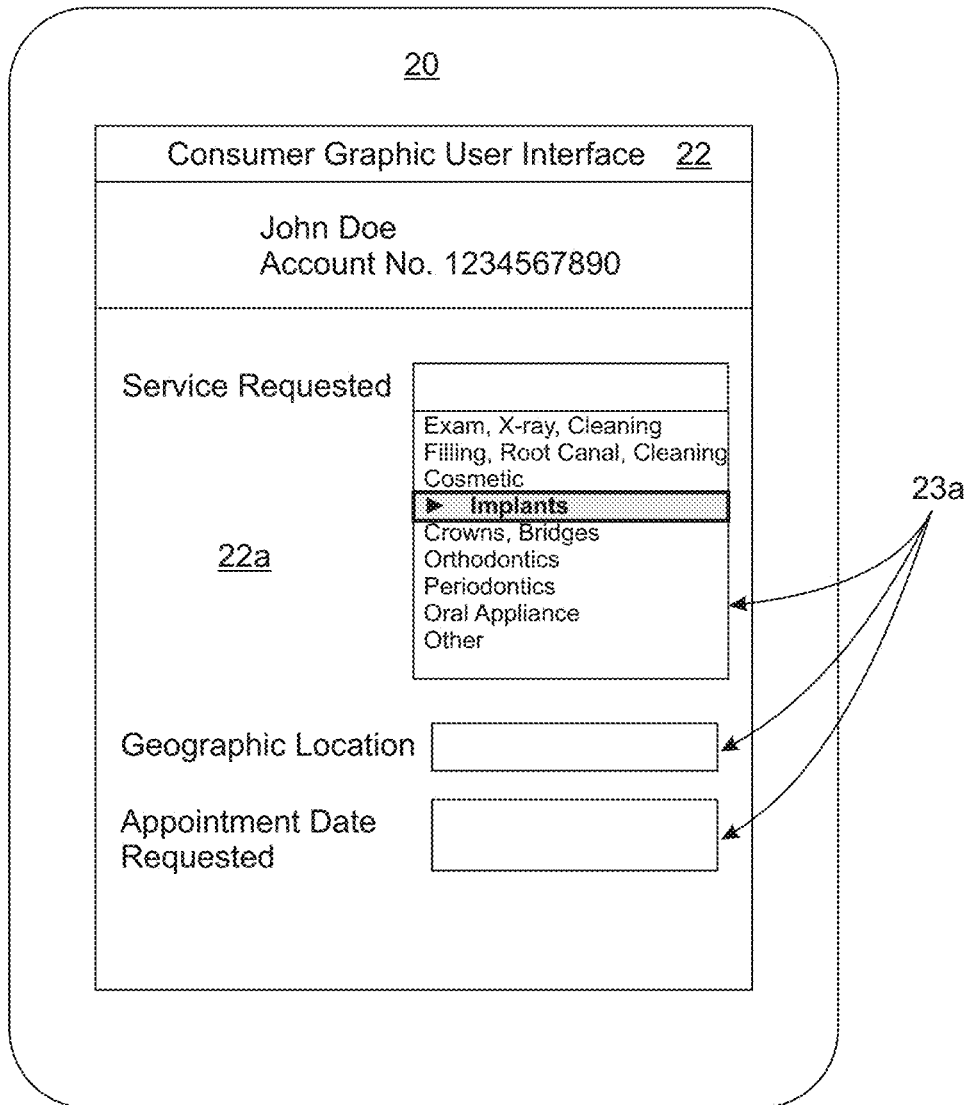 20
Consumer Graphic User Interface 22
John Doe
Account No. 1234567890
Service Requested
Exam, X-ray, Cleaning
Filling, Root Canal, Cleaning
Cosmetic
► Implants
Crowns, Bridges
Orthodontics
Periodontics
Oral Appliance
Other
22a
23a
Geographic Location
Appointment Date
Requested